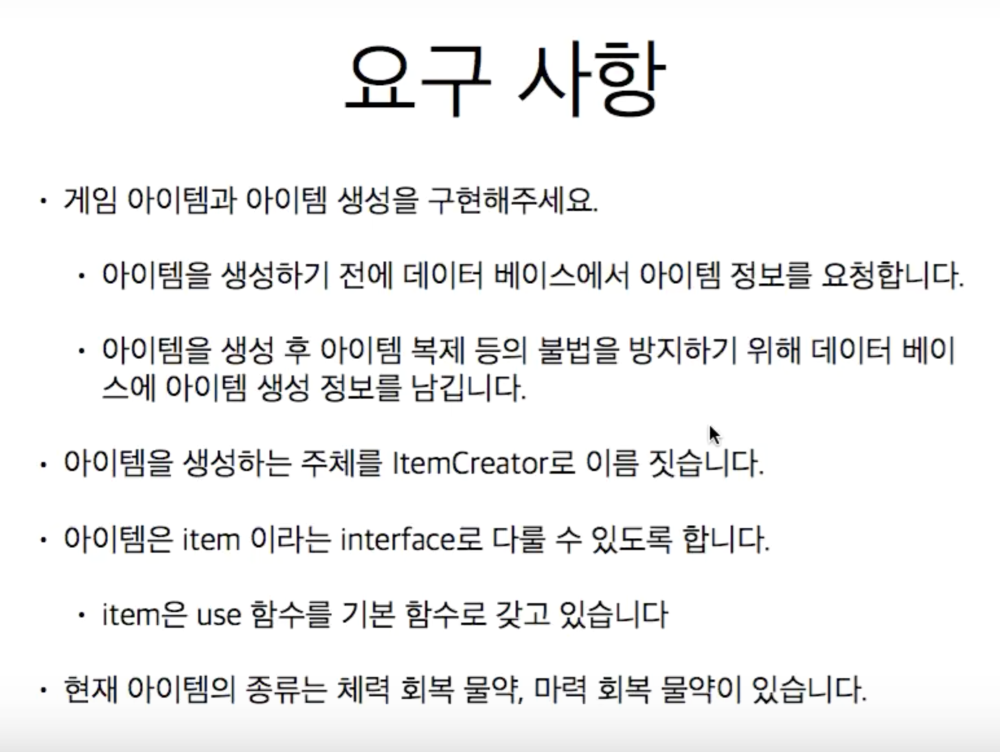 요구 사항
• 게임 아이템과 아이템 생성을 구현해주세요.
• 아이템을 생성하기 전에 데이터 베이스에서 아이템 정보를 요청합니다.
• 아이템을 생성 후 아이템 복제 등의 불법을 방지하기 위해 데이터 베이
스에 아이템 생성 정보를 남깁니다.
• 아이템을 생성하는 주체를 ItemCreator로 이름 짓습니다.
• 아이템은 item 이라는 interface로 다룰 수 있도록 합니다.
• item은 use 함수를 기본 함수로 갖고 있습니다
• 현재 아이템의 종류는 체력 회복 물약, 마력 회복 물약이 있습니다.